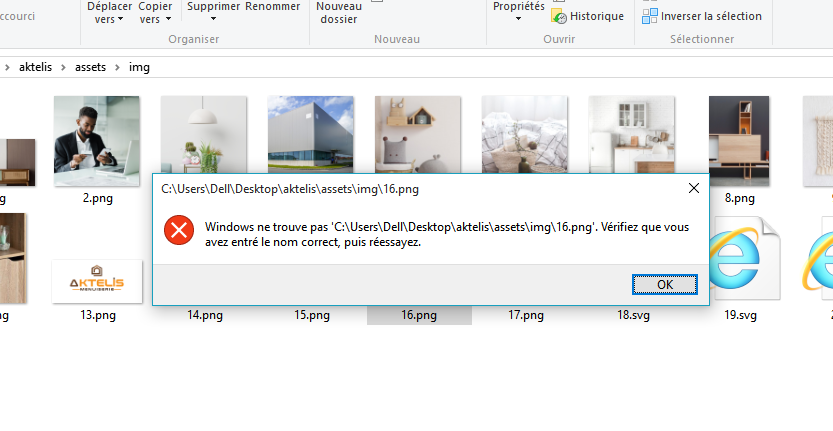 ccourci
Déplacer vers
Copier vers
Supprimer
Renommer
Nouveau dossier
Propriétés
Historique
Inverser la sélection
Organiser
Nouveau
Ouvrir
Sélectionner
aktelis > assets > img
2.png
8.png
C:\Users\Dell\Desktop\aktelis\assets\img\16.png
Windows ne trouve pas 'C:\Users\Dell\Desktop\aktelis\assets\img\16.png'. Vérifiez que vous
avez entré le nom correct, puis réessayez.
OK
AKTELIS
MENUISERIE
ng
13.png
14.png
15.png
16.png
17.png
18.svg
19.svg